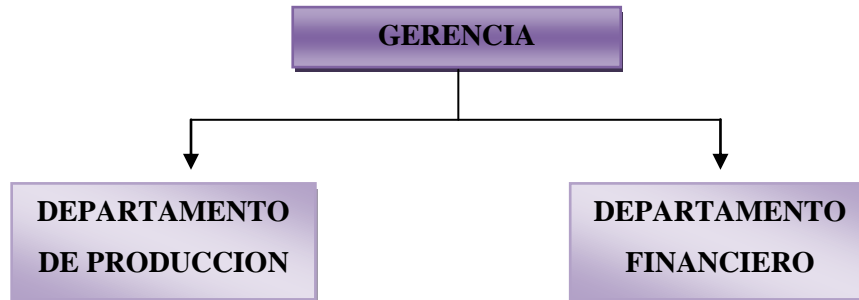 GERENCIA
DEPARTAMENTO
DE PRODUCCION
DEPARTAMENTO
FINANCIERO